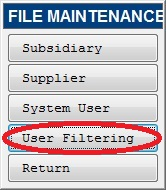 FILE MAINTENANCE
Subsidiary
Supplier
System User
User Filtering
Return